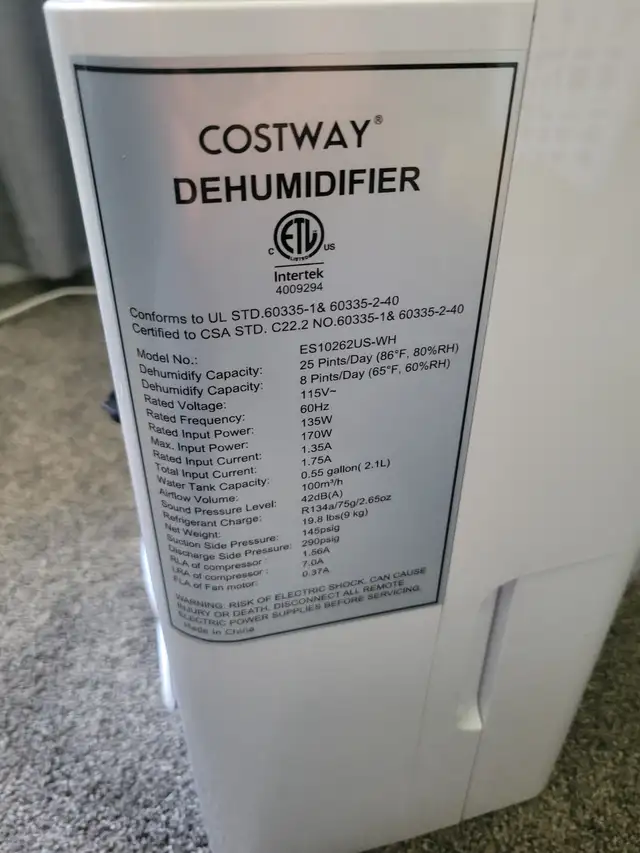 COSTWAY®
DEHUMIDIFIER
C ETL LISTED US
Intertek
4009294
Conforms to UL STD.60335-1& 60335-2-40
Certified to CSA STD. C22.2 NO.60335-1& 60335-2-40
Model No.: ES10262US-WH
Dehumidify Capacity: 25 Pints/Day (86°F, 80%RH)
Dehumidify Capacity: 8 Pints/Day (65°F, 60%RH)
Rated Voltage: 115V~
Rated Frequency: 60Hz
Rated Input Power: 135W
Max. Input Power: 170W
Rated Input Current: 1.35A
Total Input Current: 1.75A
Water Tank Capacity: 0.55 gallon( 2.1L)
Airflow Volume: 100m³/h
Sound Pressure Level: 42dB(A)
Refrigerant Charge: R134a/75g/2.65oz
Net Weight: 19.8 lbs(9 kg)
Suction Side Pressure: 145psig
Discharge Side Pressure: 290psig
RLA of compressor : 1.56A
LRA of compressor : 7.0A
FLA of Fan motor: 0.37A
WARNING: RISK OF ELECTRIC SHOCK. CAN CAUSE
INJURY OR DEATH. DISCONNECT ALL REMOTE
ELECTRIC POWER SUPPLIES BEFORE SERVICING.
Made in China